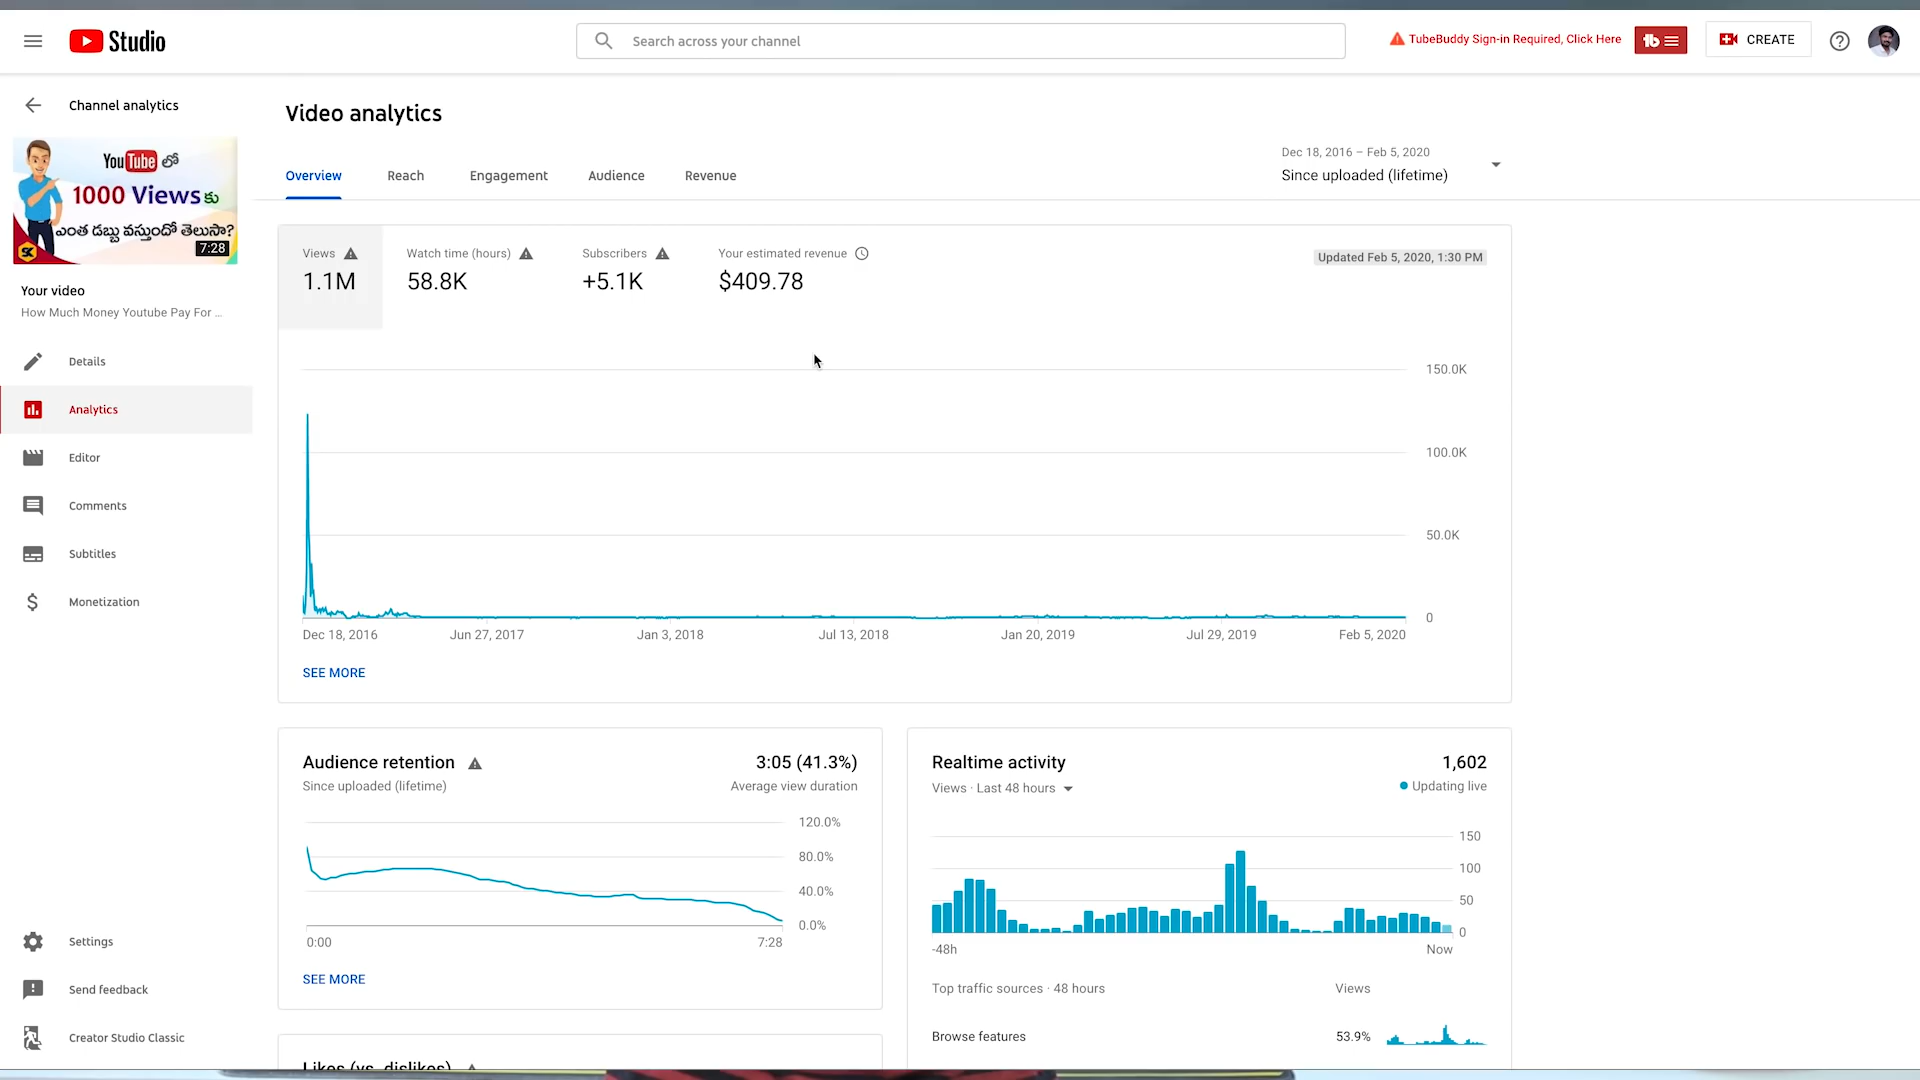 Studio
Search across your channel
TubeBuddy Sign-in Required, Click Here
CREATE
Channel analytics
YouTube లో
1000 Views కు
ఎంత డబ్బు వస్తుందో తెలుసా?
7:28
SK
Your video
How Much Money Youtube Pay For ...
Details
Analytics
Editor
Comments
Subtitles
Monetization
Settings
Send feedback
Creator Studio Classic
Video analytics
Overview Reach Engagement Audience Revenue
Dec 18, 2016 – Feb 5, 2020
Since uploaded (lifetime)
Views Watch time (hours) Subscribers Your estimated revenue
1.1M 58.8K +5.1K $409.78
Updated Feb 5, 2020, 1:30 PM
150.0K
100.0K
50.0K
0
Dec 18, 2016 Jun 27, 2017 Jan 3, 2018 Jul 13, 2018 Jan 20, 2019 Jul 29, 2019 Feb 5, 2020
SEE MORE
Audience retention 3:05 (41.3%)
Since uploaded (lifetime) Average view duration
120.0%
80.0%
40.0%
0.0%
0:00 7:28
SEE MORE
Likes (vs. dislikes)
Realtime activity 1,602
Views · Last 48 hours Updating live
150
100
50
0
-48h Now
Top traffic sources · 48 hours Views
Browse features 53.9%